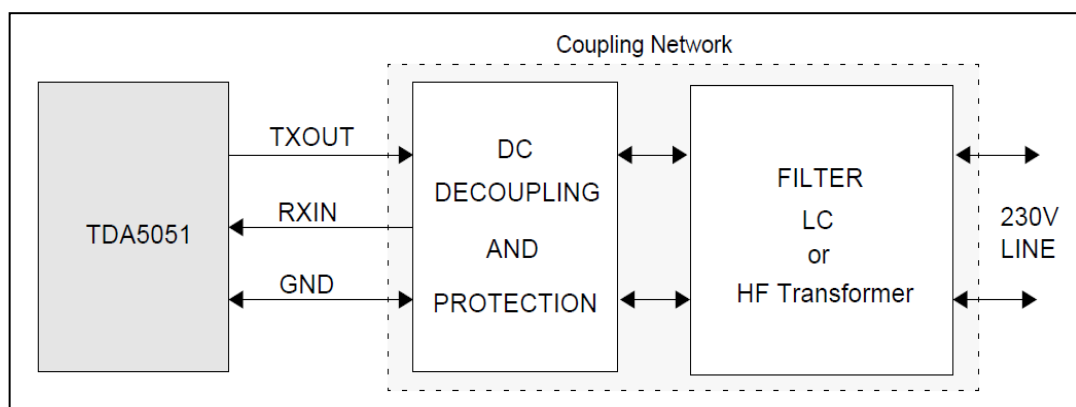 Coupling Network
TDA5051
TXOUT
RXIN
GND
DC
DECOUPLING
AND
PROTECTION
FILTER
LC
or
HF Transformer
230V
LINE